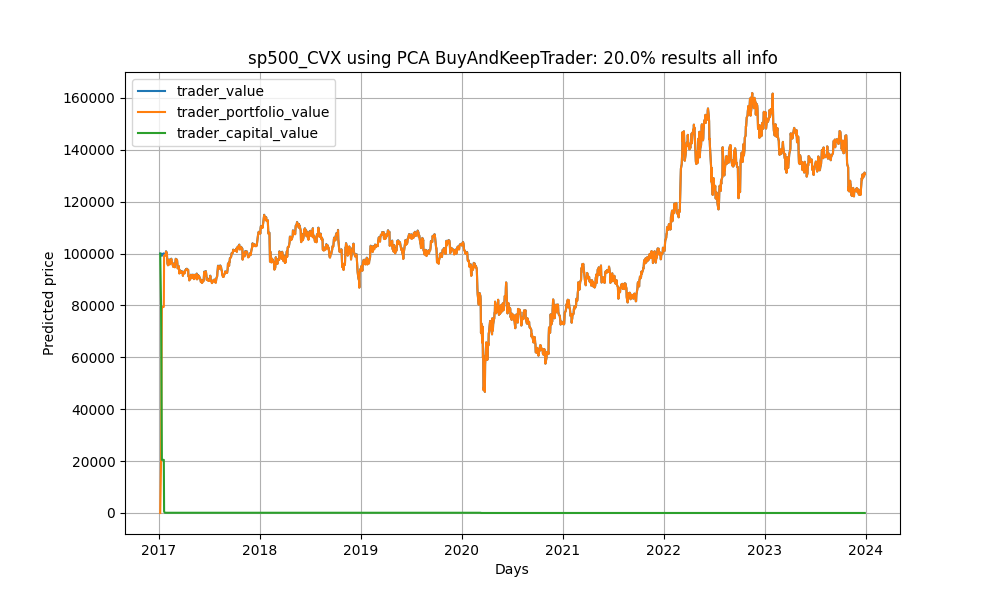 sp500_CVX using PCA BuyAndKeepTrader: 20.0% results all info
trader_value
trader_portfolio_value
trader_capital_value
160000
140000
120000
100000
80000
60000
40000
20000
0
Predicted price
2017 2018 2019 2020 2021 2022 2023 2024
Days